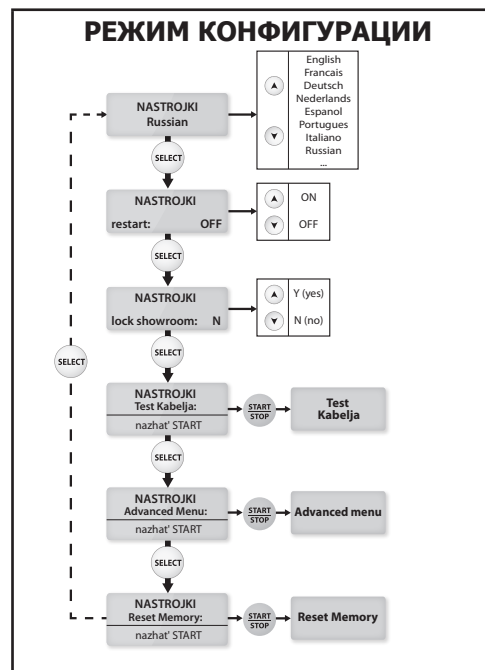 РЕЖИМ КОНФИГУРАЦИИ
NASTROJKI
Russian
English
Francais
Deutsch
Nederlands
Espanol
Portugues
Italiano
Russian
...
SELECT
NASTROJKI
restart: OFF
ON
OFF
SELECT
NASTROJKI
lock showroom: N
Y (yes)
N (no)
SELECT
SELECT
NASTROJKI
Test Kabelja:
nazhat' START
START
STOP
Test
Kabelja
SELECT
NASTROJKI
Advanced Menu:
nazhat' START
START
STOP
Advanced menu
SELECT
NASTROJKI
Reset Memory:
nazhat' START
START
STOP
Reset Memory